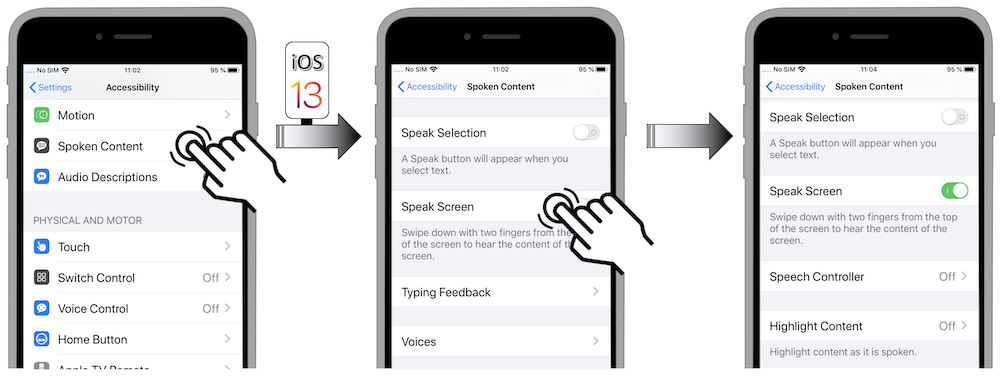 ..... No SIM 11:02 95 %
Settings Accessibility
Motion
Spoken Content
Audio Descriptions
PHYSICAL AND MOTOR
Touch
Switch Control Off
Voice Control Off
Home Button
Apple TV Remote
iOS
13
..... No SIM 11:02 95 %
Accessibility Spoken Content
Speak Selection
A Speak button will appear when you
select text.
Speak Screen
Swipe down with two fingers from the
of the screen to hear the content of
screen.
Typing Feedback
Voices
..... No SIM 11:04 95 %
Accessibility Spoken Content
Speak Selection
A Speak button will appear when you
select text.
Speak Screen
Swipe down with two fingers from the top
of the screen to hear the content of the
screen.
Speech Controller Off
Highlight Content Off
Highlight content as it is spoken.